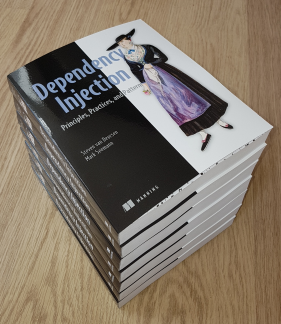 Dependency
Injection
Principles, Practices, and Patterns
Steven van Deursen
Mark Seemann
MANNING